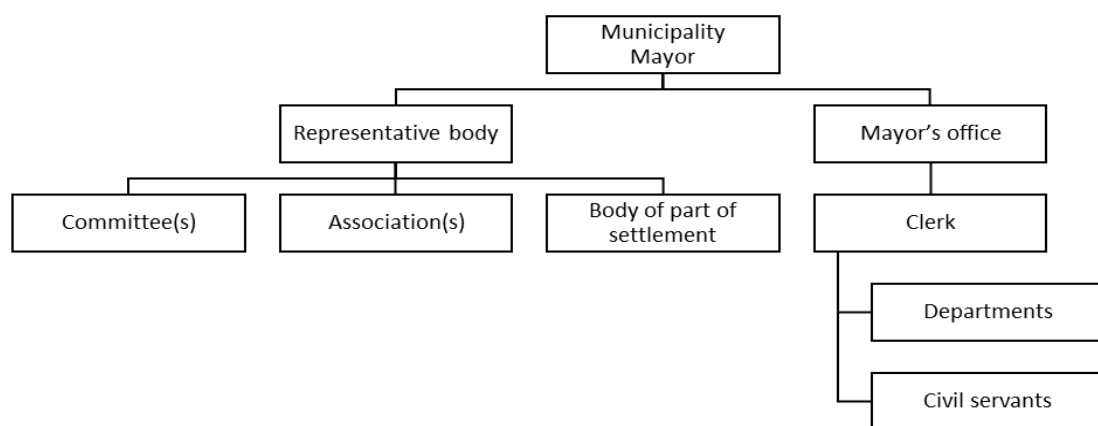 Municipality
Mayor
Representative body
Mayor’s office
Committee(s)
Association(s)
Body of part of
settlement
Clerk
Departments
Civil servants